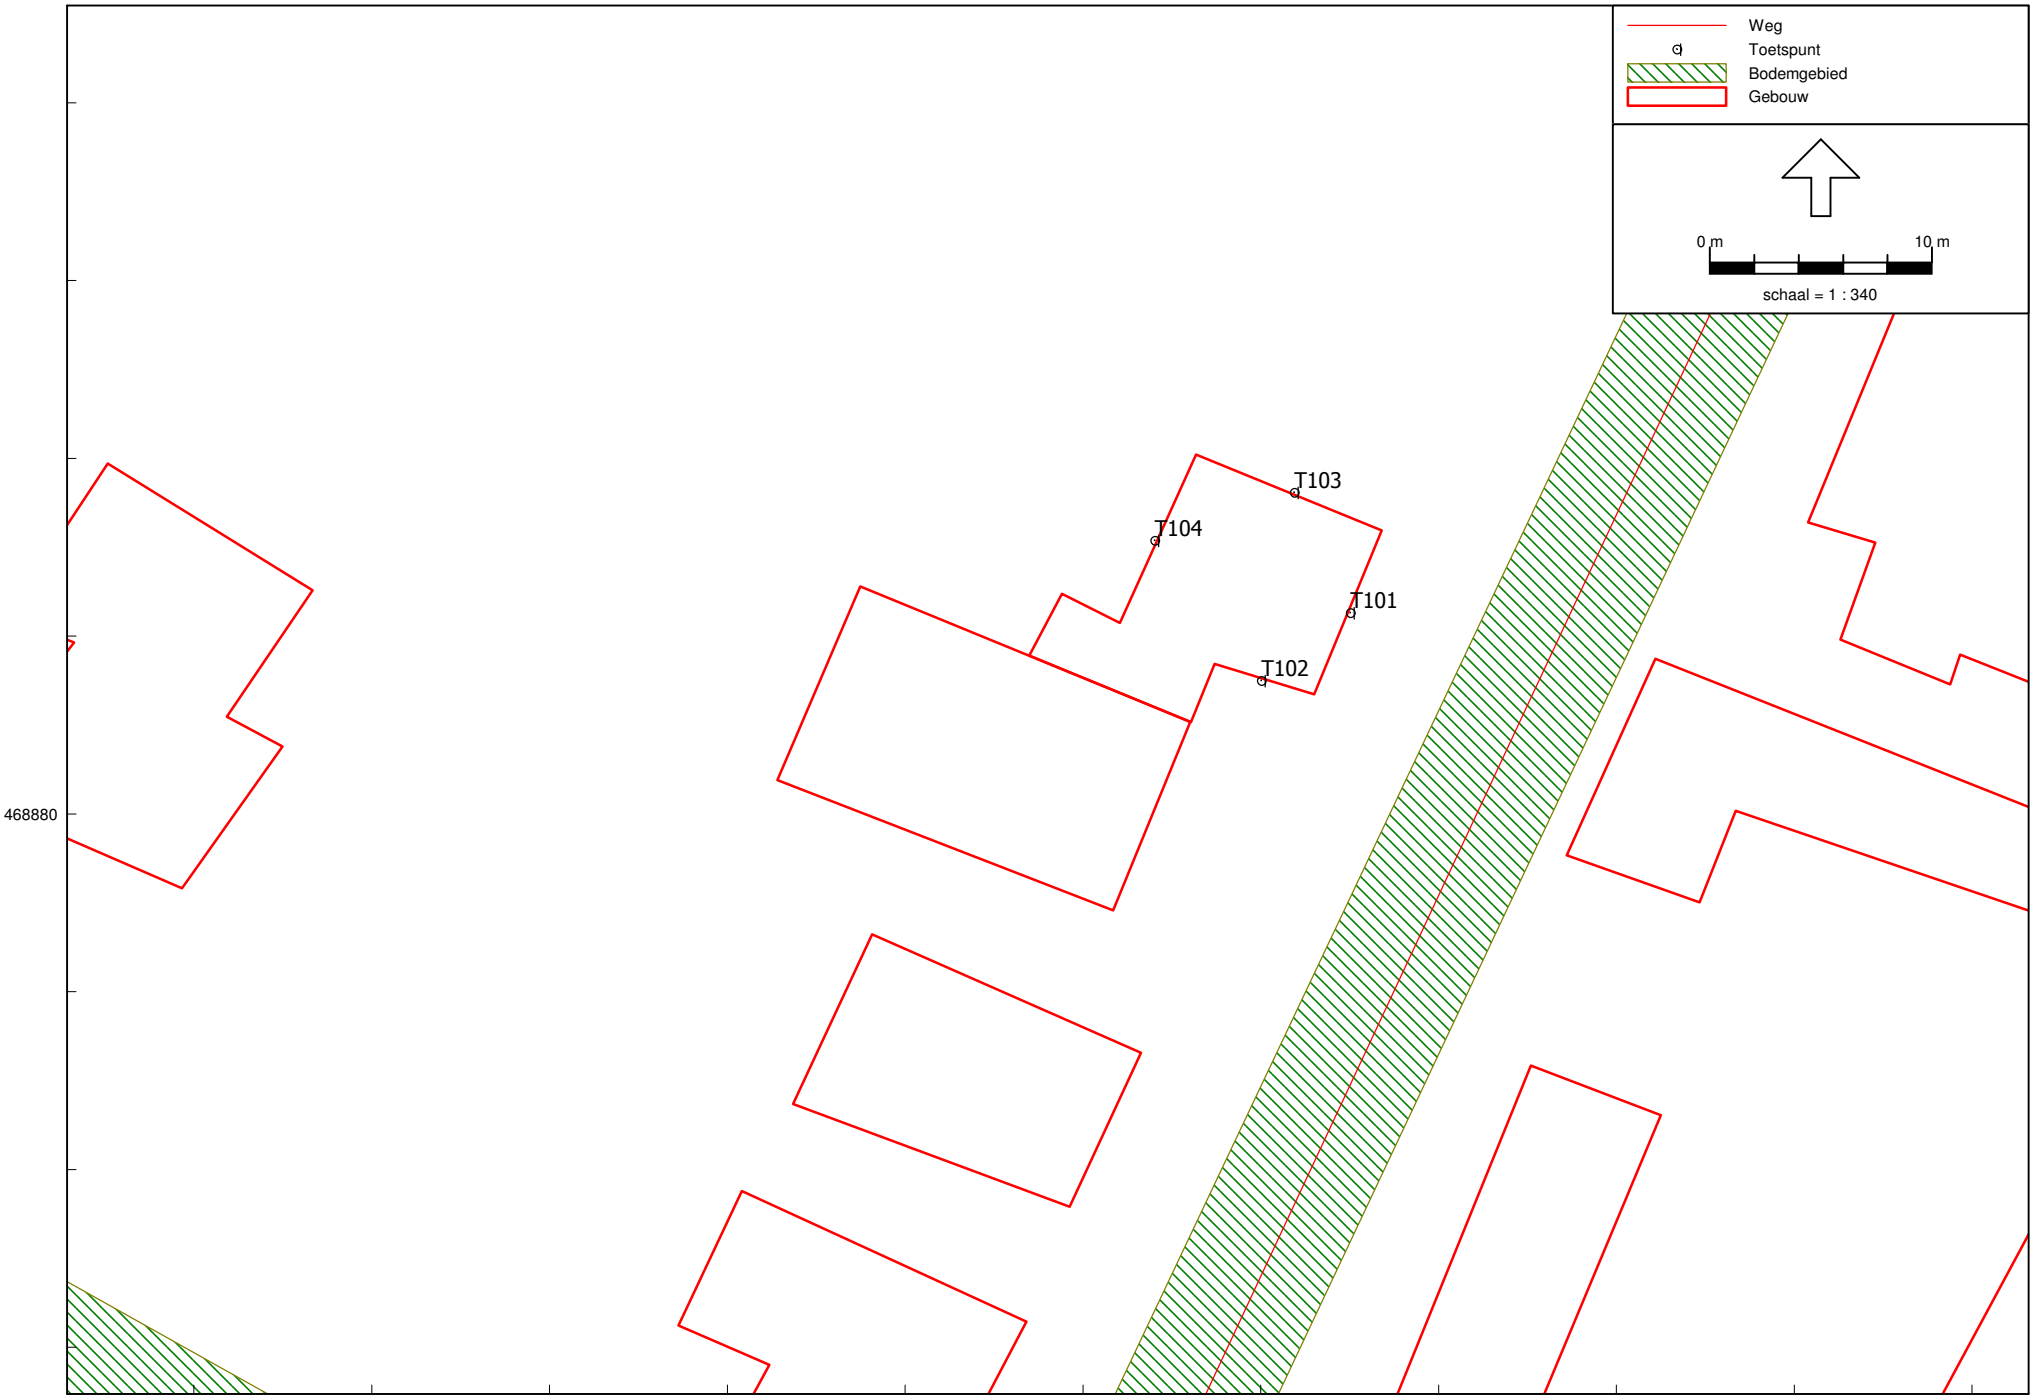 Weg
Toetspunt
Bodemgebied
Gebouw
0 m 10 m
schaal = 1 : 340
T103
T104
T101
T102
468880